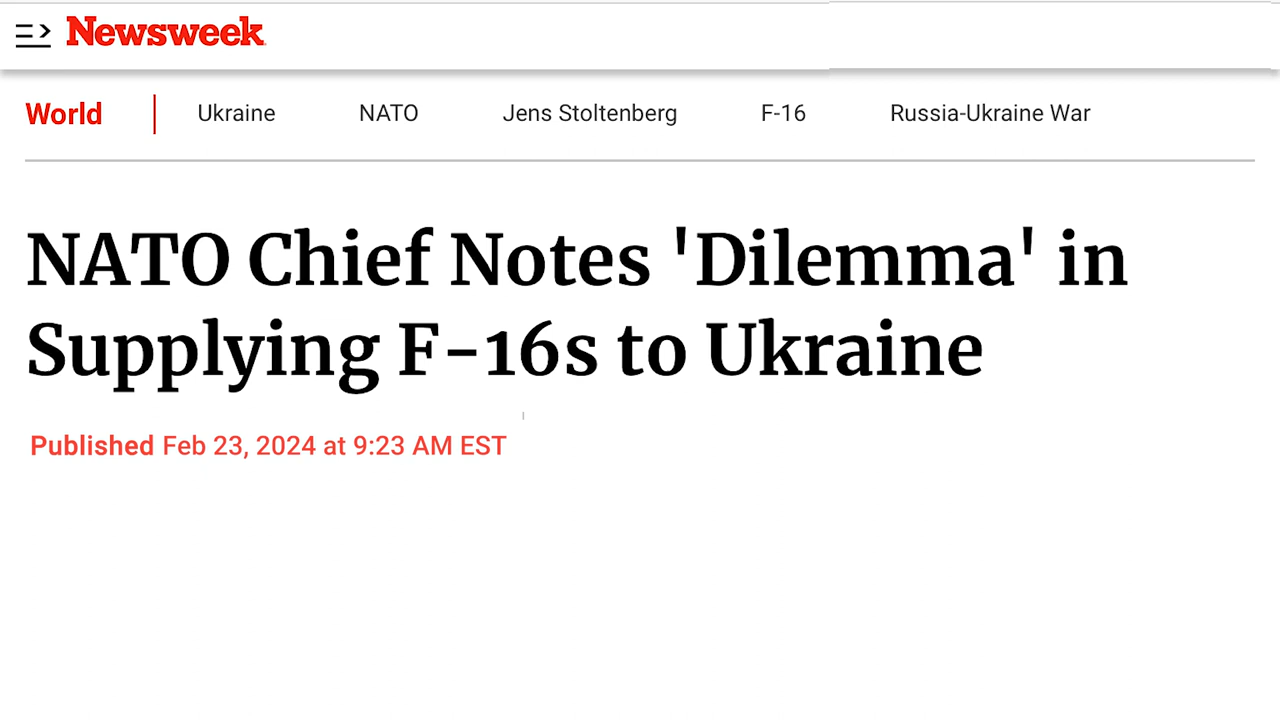 Newsweek
World Ukraine NATO Jens Stoltenberg F-16 Russia-Ukraine War
NATO Chief Notes 'Dilemma' in
Supplying F-16s to Ukraine
Published Feb 23, 2024 at 9:23 AM EST